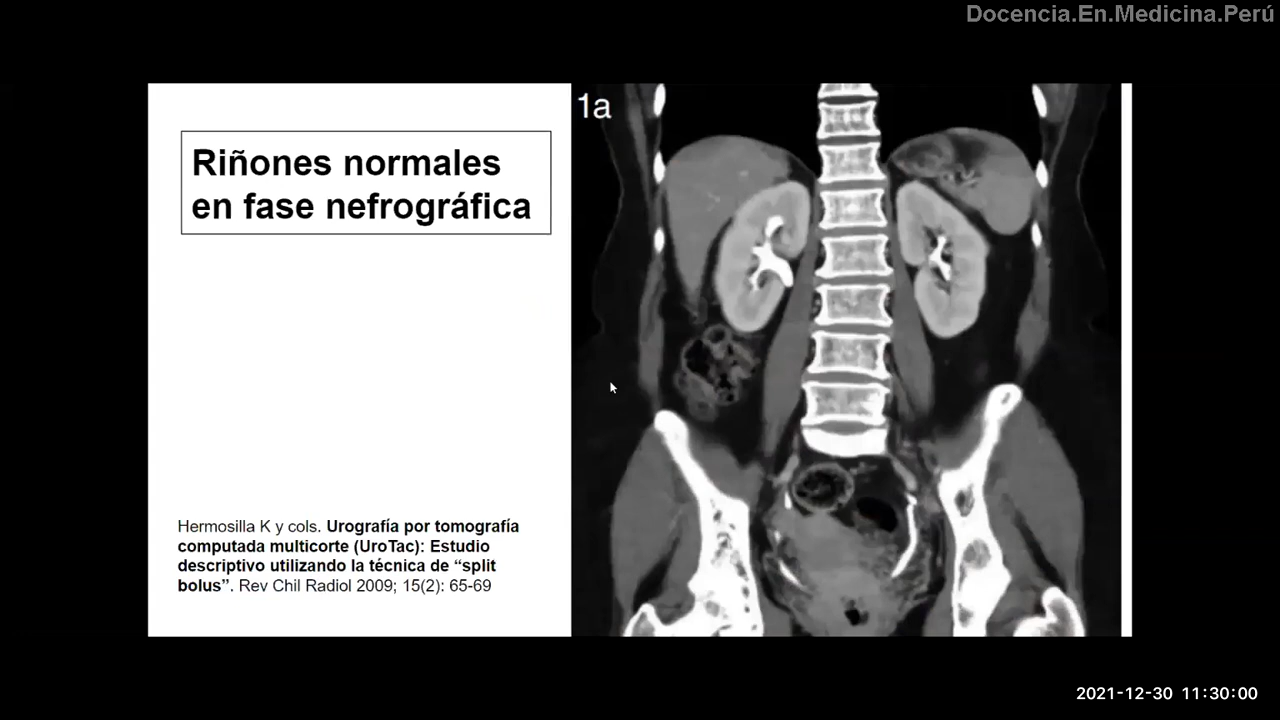 Docencia.En.Medicina.Perú
1a
Riñones normales
en fase nefrográfica
Hermosilla K y cols. Urografía por tomografía
computada multicorte (UroTac): Estudio
descriptivo utilizando la técnica de “split
bolus”. Rev Chil Radiol 2009; 15(2): 65-69
2021-12-30 11:30:00